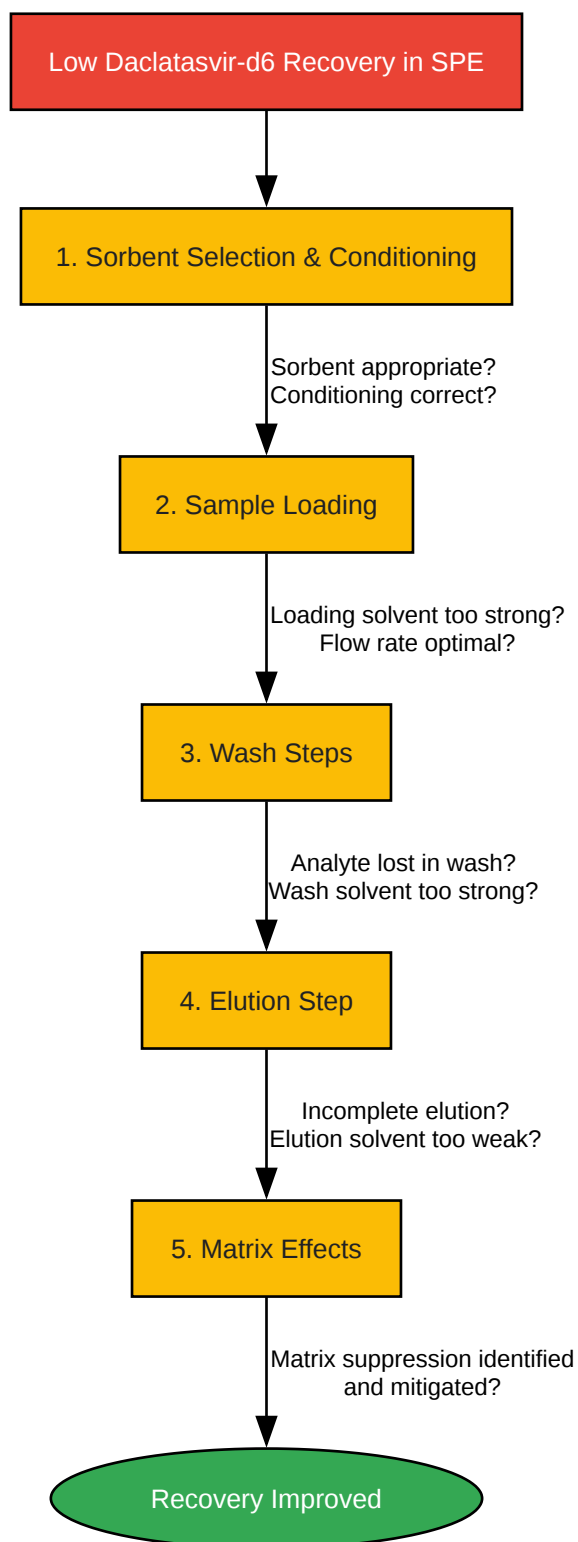 Low Daclatasvir-d6 Recovery in SPE
1. Sorbent Selection & Conditioning
Sorbent appropriate?
Conditioning correct?
2. Sample Loading
Loading solvent too strong?
Flow rate optimal?
3. Wash Steps
Analyte lost in wash?
Wash solvent too strong?
4. Elution Step
Incomplete elution?
Elution solvent too weak?
5. Matrix Effects
Matrix suppression identified
and mitigated?
Recovery Improved